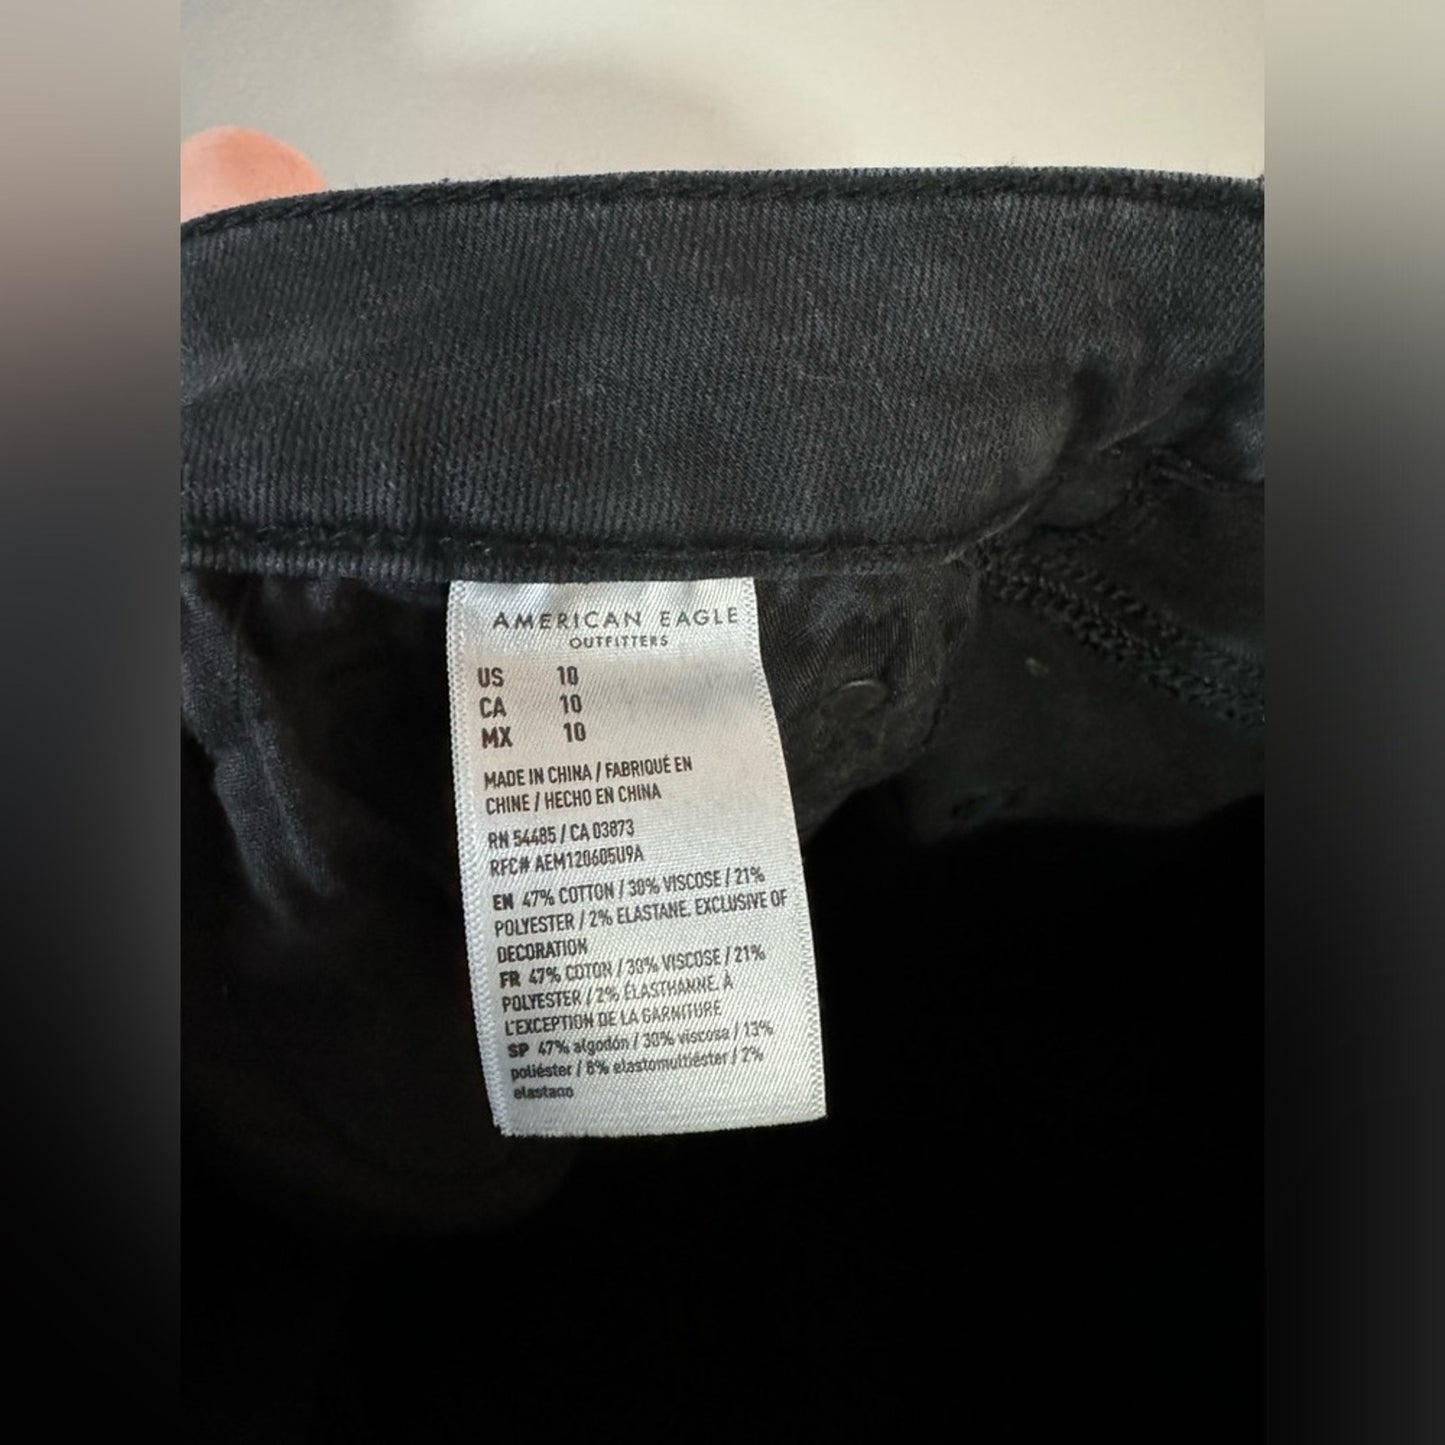 AMERICAN EAGLE
OUTFITTERS
US 10
CA 10
MX 10
MADE IN CHINA / FABRIQUÉ EN
CHINE / HECHO EN CHINA
RN 54485 / CA 03873
RFC# AEM120605U9A
EN 47% COTTON / 30% VISCOSE / 21%
POLYESTER / 2% ELASTANE. EXCLUSIVE OF
DECORATION
FR 47% COTON / 30% VISCOSE / 21%
POLYESTER / 2% ÉLASTHANNE. À
L'EXCEPTION DE LA GARNITURE
SP 47% algodón / 30% viscosa / 13%
poliéster / 8% elastomultiéster / 2%
elastano